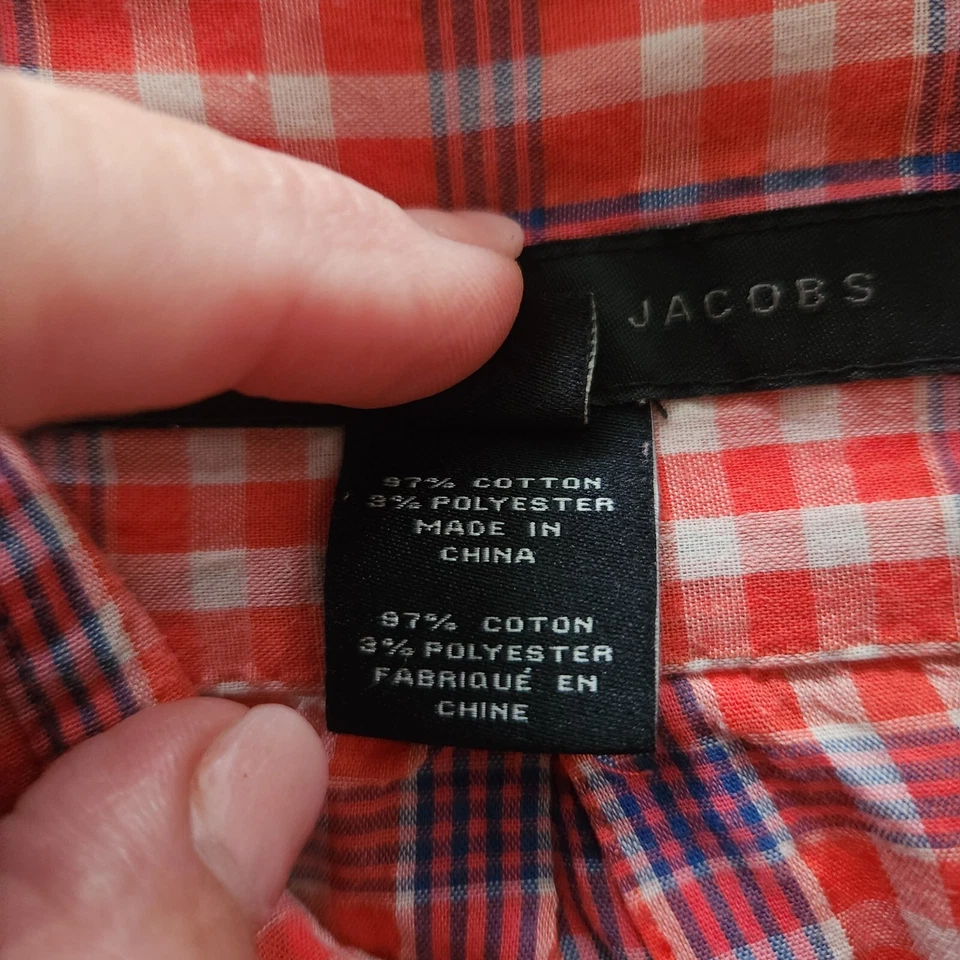 JACOBS
97% COTTON
3% POLYESTER
MADE IN
CHINA
97% COTON
3% POLYESTER
FABRIQUÉ EN
CHINE